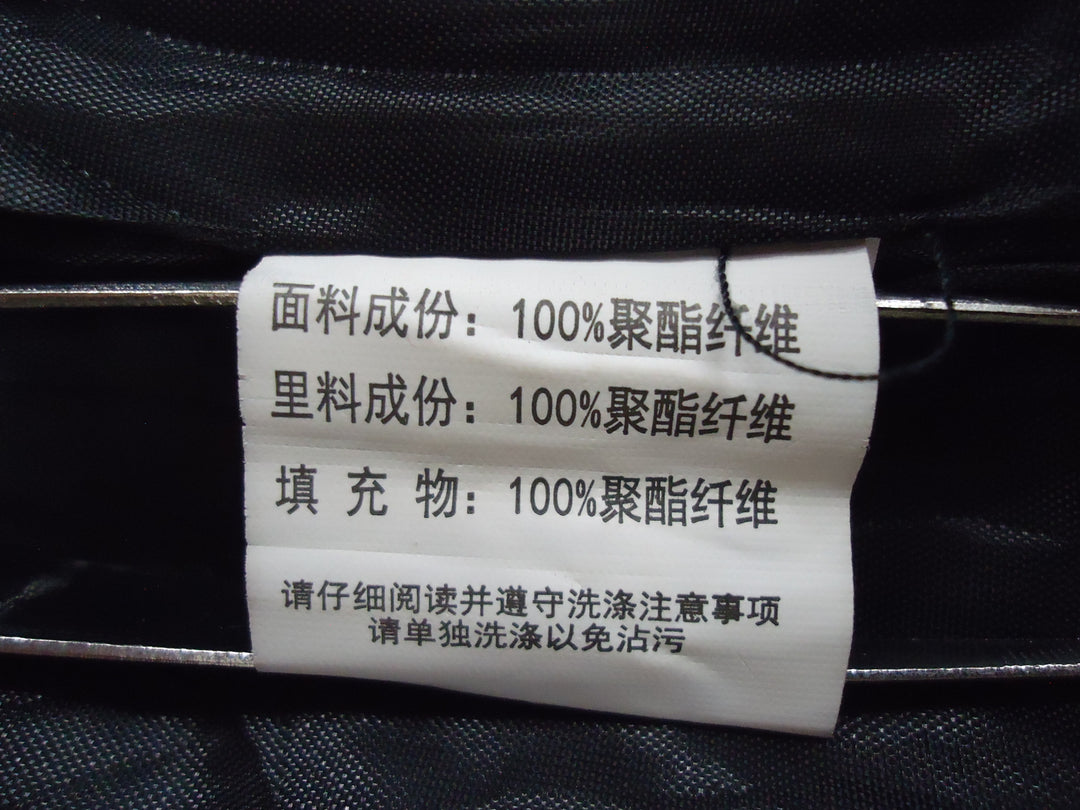 面料成份：100%聚酯纤维
里料成份：100%聚酯纤维
填 充 物：100%聚酯纤维
请仔细阅读并遵守洗涤注意事项
请单独洗涤以免沾污